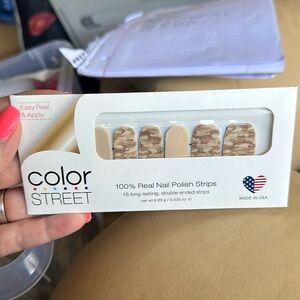 Easy Peel
& Apply
color
STREET
100% Real Nail Polish Strips
16 long-lasting, double-ended strips
net wt 0.99 g / 0.035 oz e
MADE IN USA